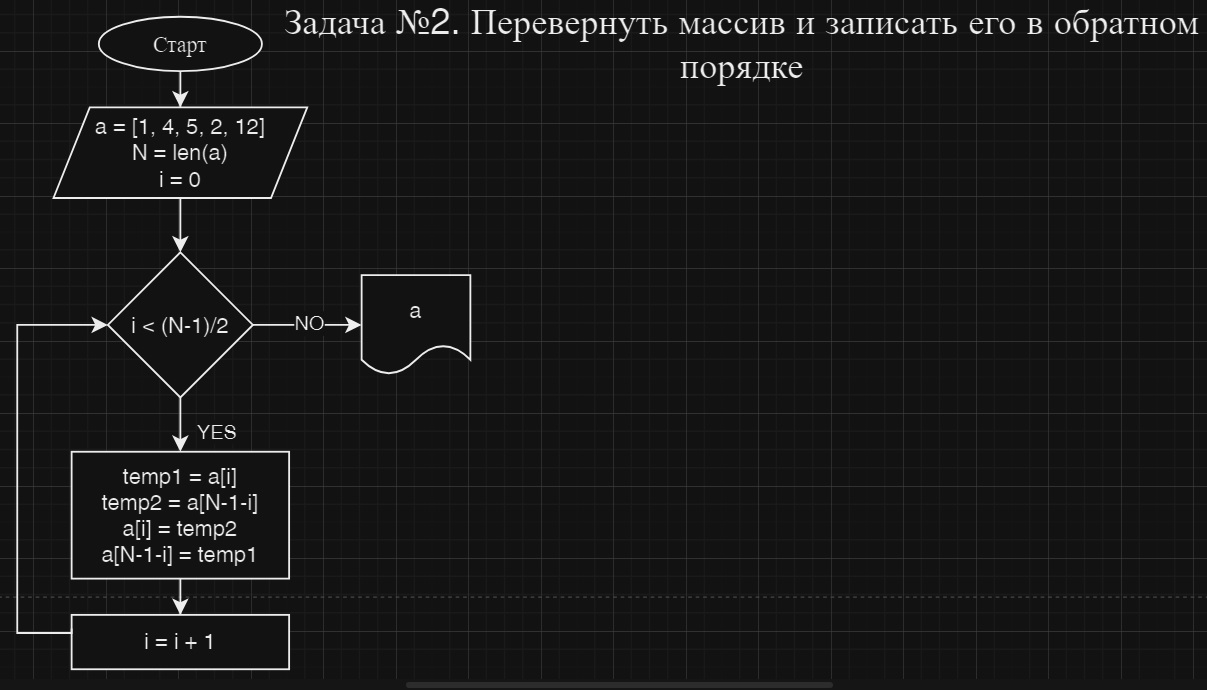 Задача №2. Перевернуть массив и записать его в обратном
порядке
Старт
a = [1, 4, 5, 2, 12]
N = len(a)
i = 0
i < (N-1)/2
NO
a
YES
temp1 = a[i]
temp2 = a[N-1-i]
a[i] = temp2
a[N-1-i] = temp1
i = i + 1